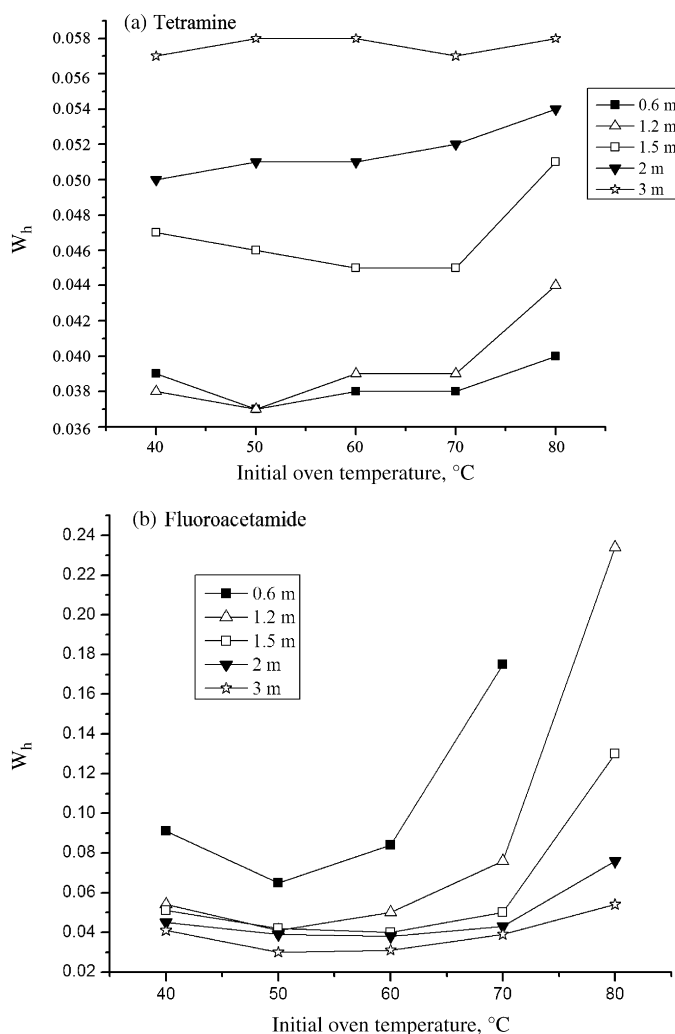 (a) Tetramine
0.058
0.056
0.054
0.052
0.050
0.048
0.046
0.044
0.042
0.040
0.038
0.036
Wh
40 50 60 70 80
Initial oven temperature, °C
0.6 m
1.2 m
1.5 m
2 m
3 m
(b) Fluoroacetamide
0.24
0.22
0.20
0.18
0.16
0.14
0.12
0.10
0.08
0.06
0.04
0.02
Wh
0.6 m
1.2 m
1.5 m
2 m
3 m
40 50 60 70 80
Initial oven temperature, °C